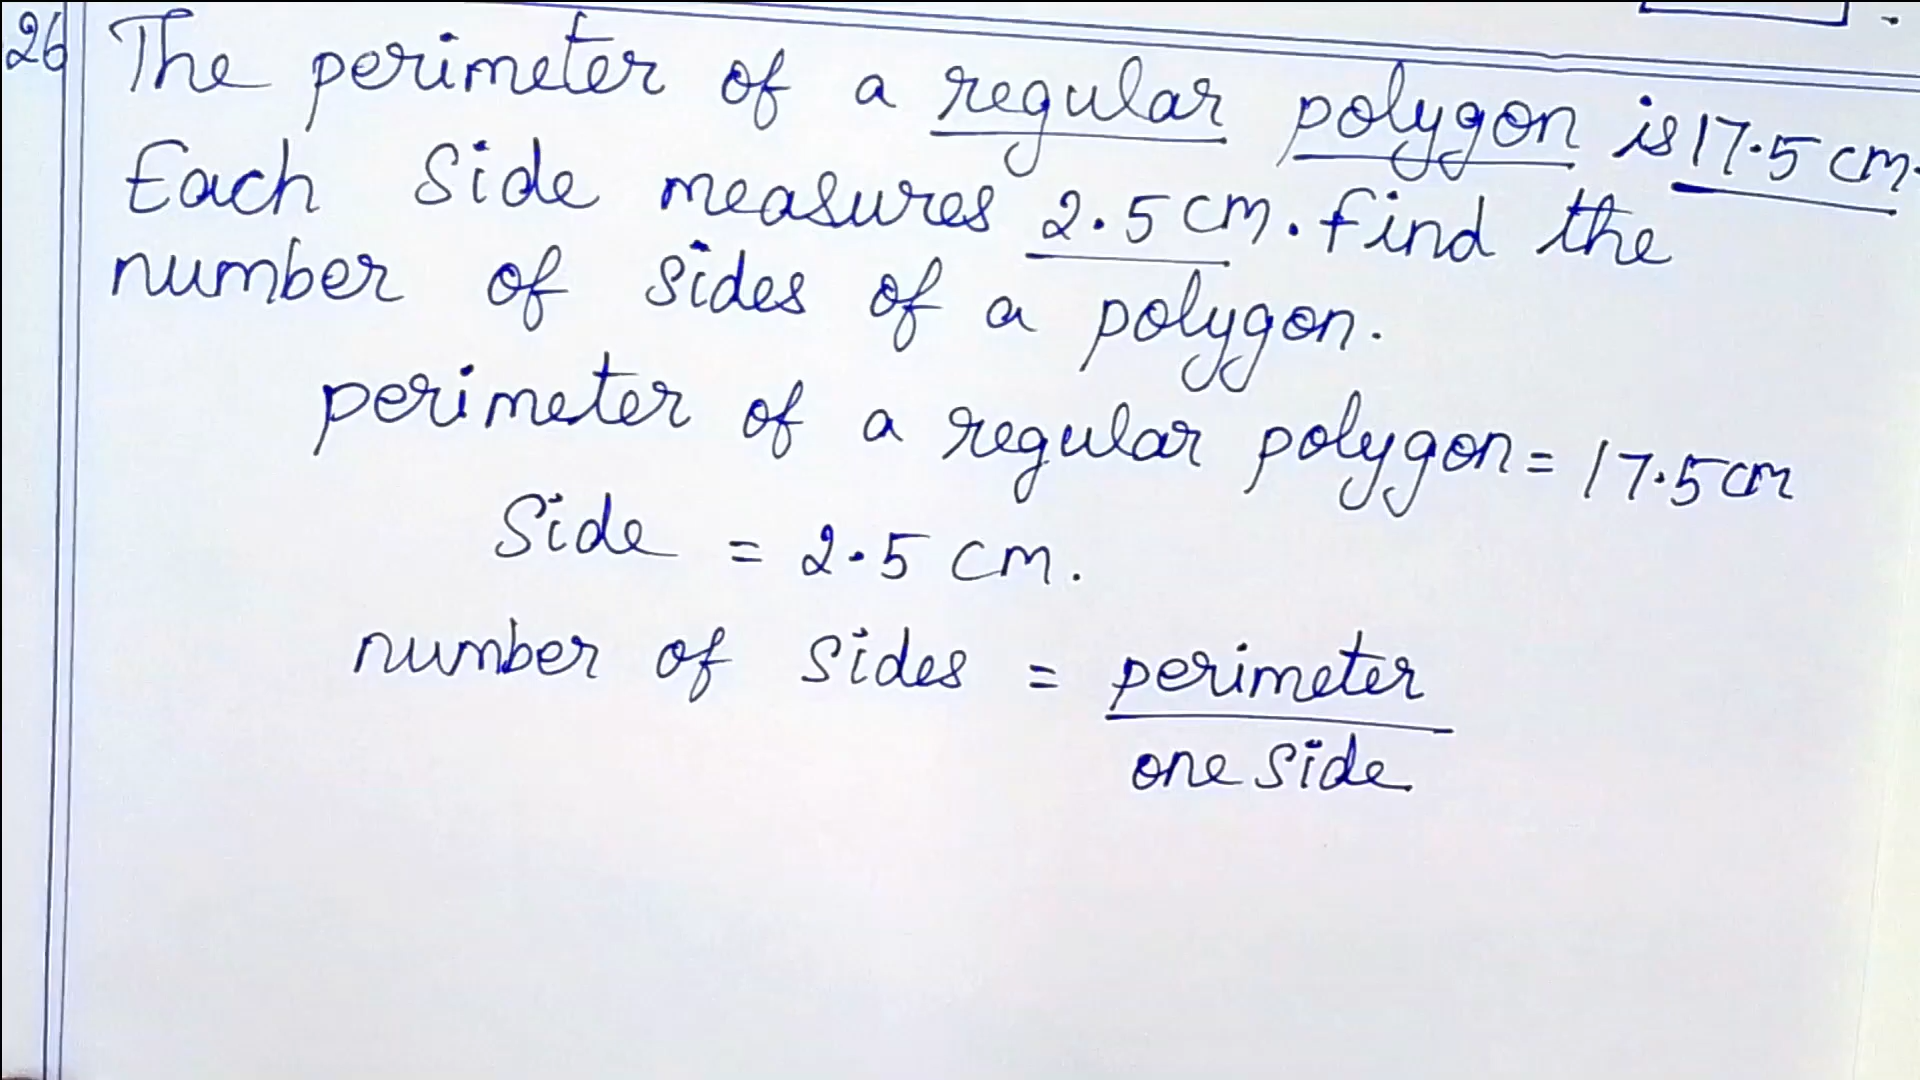 26 The perimeter of a regular polygon is 17.5 cm.
Each Side measures 2.5 cm. find the
number of sides of a polygon.
perimeter of a regular polygon = 17.5 cm
Side = 2.5 cm.
number of sides = perimeter
one side